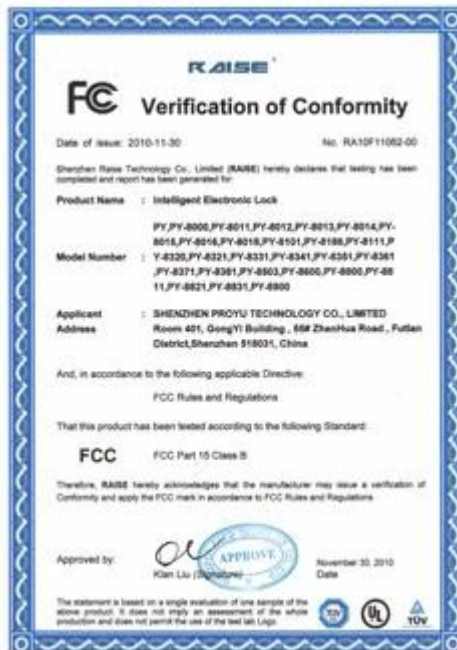 RAISE
FC
Verification of Conformity
Date of issue: 2010-11-30
No. RA10F11062-00
Shenzhen Raise Technology Co., Limited (RAISE) hereby declares that testing has been
completed and report has been generated for:
Product Name : Intelligent Electronic Lock
PY,PY-8000,PY-8011,PY-8012,PY-8013,PY-8014,PY-
8015,PY-8016,PY-8018,PY-8101,PY-8188,PY-8111,P
Model Number : Y-8320,PY-8321,PY-8331,PY-8341,PY-8351,PY-8361
,PY-8371,PY-8381,PY-8503,PY-8600,PY-8800,PY-88
11,PY-8821,PY-8831,PY-8900
Applicant : SHENZHEN PROYU TECHNOLOGY CO., LIMITED
Address Room 401, GongYi Building , 88# ZhenHua Road , Futian
District,Shenzhen 518031, China
And, in accordance to the following applicable Directive:
FCC Rules and Regulations
That this product has been tested according to the following Standard:
FCC FCC Part 15 Class B
Therefore, RAISE hereby acknowledges that the manufacturer may issue a verification of
Conformity and apply the FCC mark in accordance to FCC Rules and Regulations
Approved by:
APPROVE
Kian Liu (Signature)
November 30, 2010
Date
The statement is based on a single evaluation of one sample of the
above product. It does not imply an assessment of the whole
production and does not permit the use of the test lab Logo.
TUV
UL
TÜV